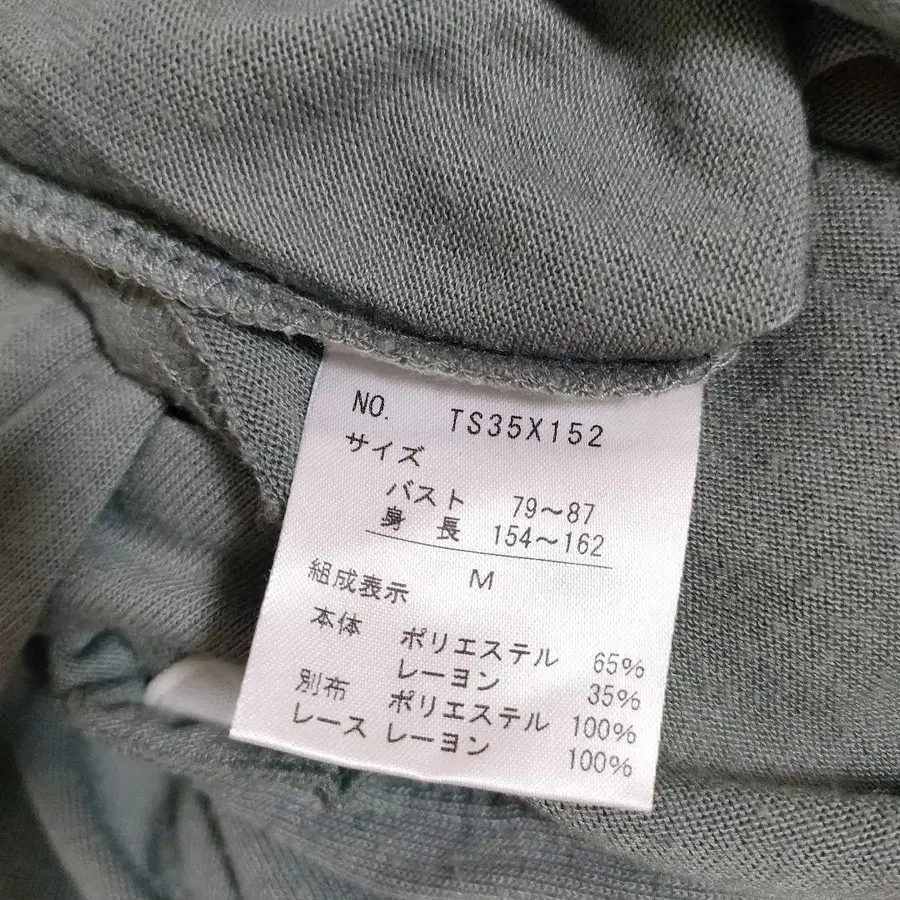 NO. TS35X152
サイズ
バスト 79～87
身長 154～162
M
組成表示
本体 ポリエステル 65%
レーヨン 35%
別布 ポリエステル 100%
レース レーヨン 100%